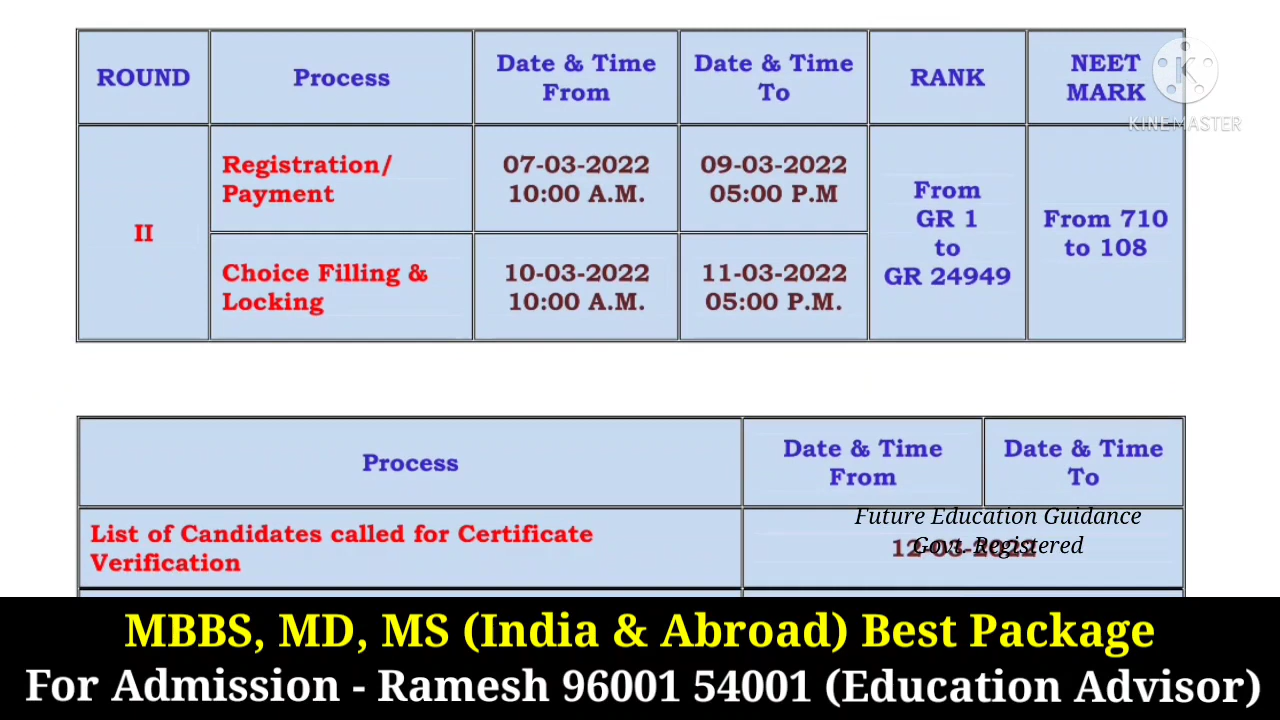 ROUND
Process
Date & Time
From
Date & Time
To
RANK
NEET
MARK
KINEMASTER
II
Registration/
Payment
07-03-2022
10:00 A.M.
09-03-2022
05:00 P.M
From
GR 1
to
GR 24949
From 710
to 108
Choice Filling &
Locking
10-03-2022
10:00 A.M.
11-03-2022
05:00 P.M.
Process
Date & Time
From
Date & Time
To
List of Candidates called for Certificate
Verification
12-03-2022
Future Education Guidance
Govt. Registered
MBBS, MD, MS (India & Abroad) Best Package
For Admission - Ramesh 96001 54001 (Education Advisor)